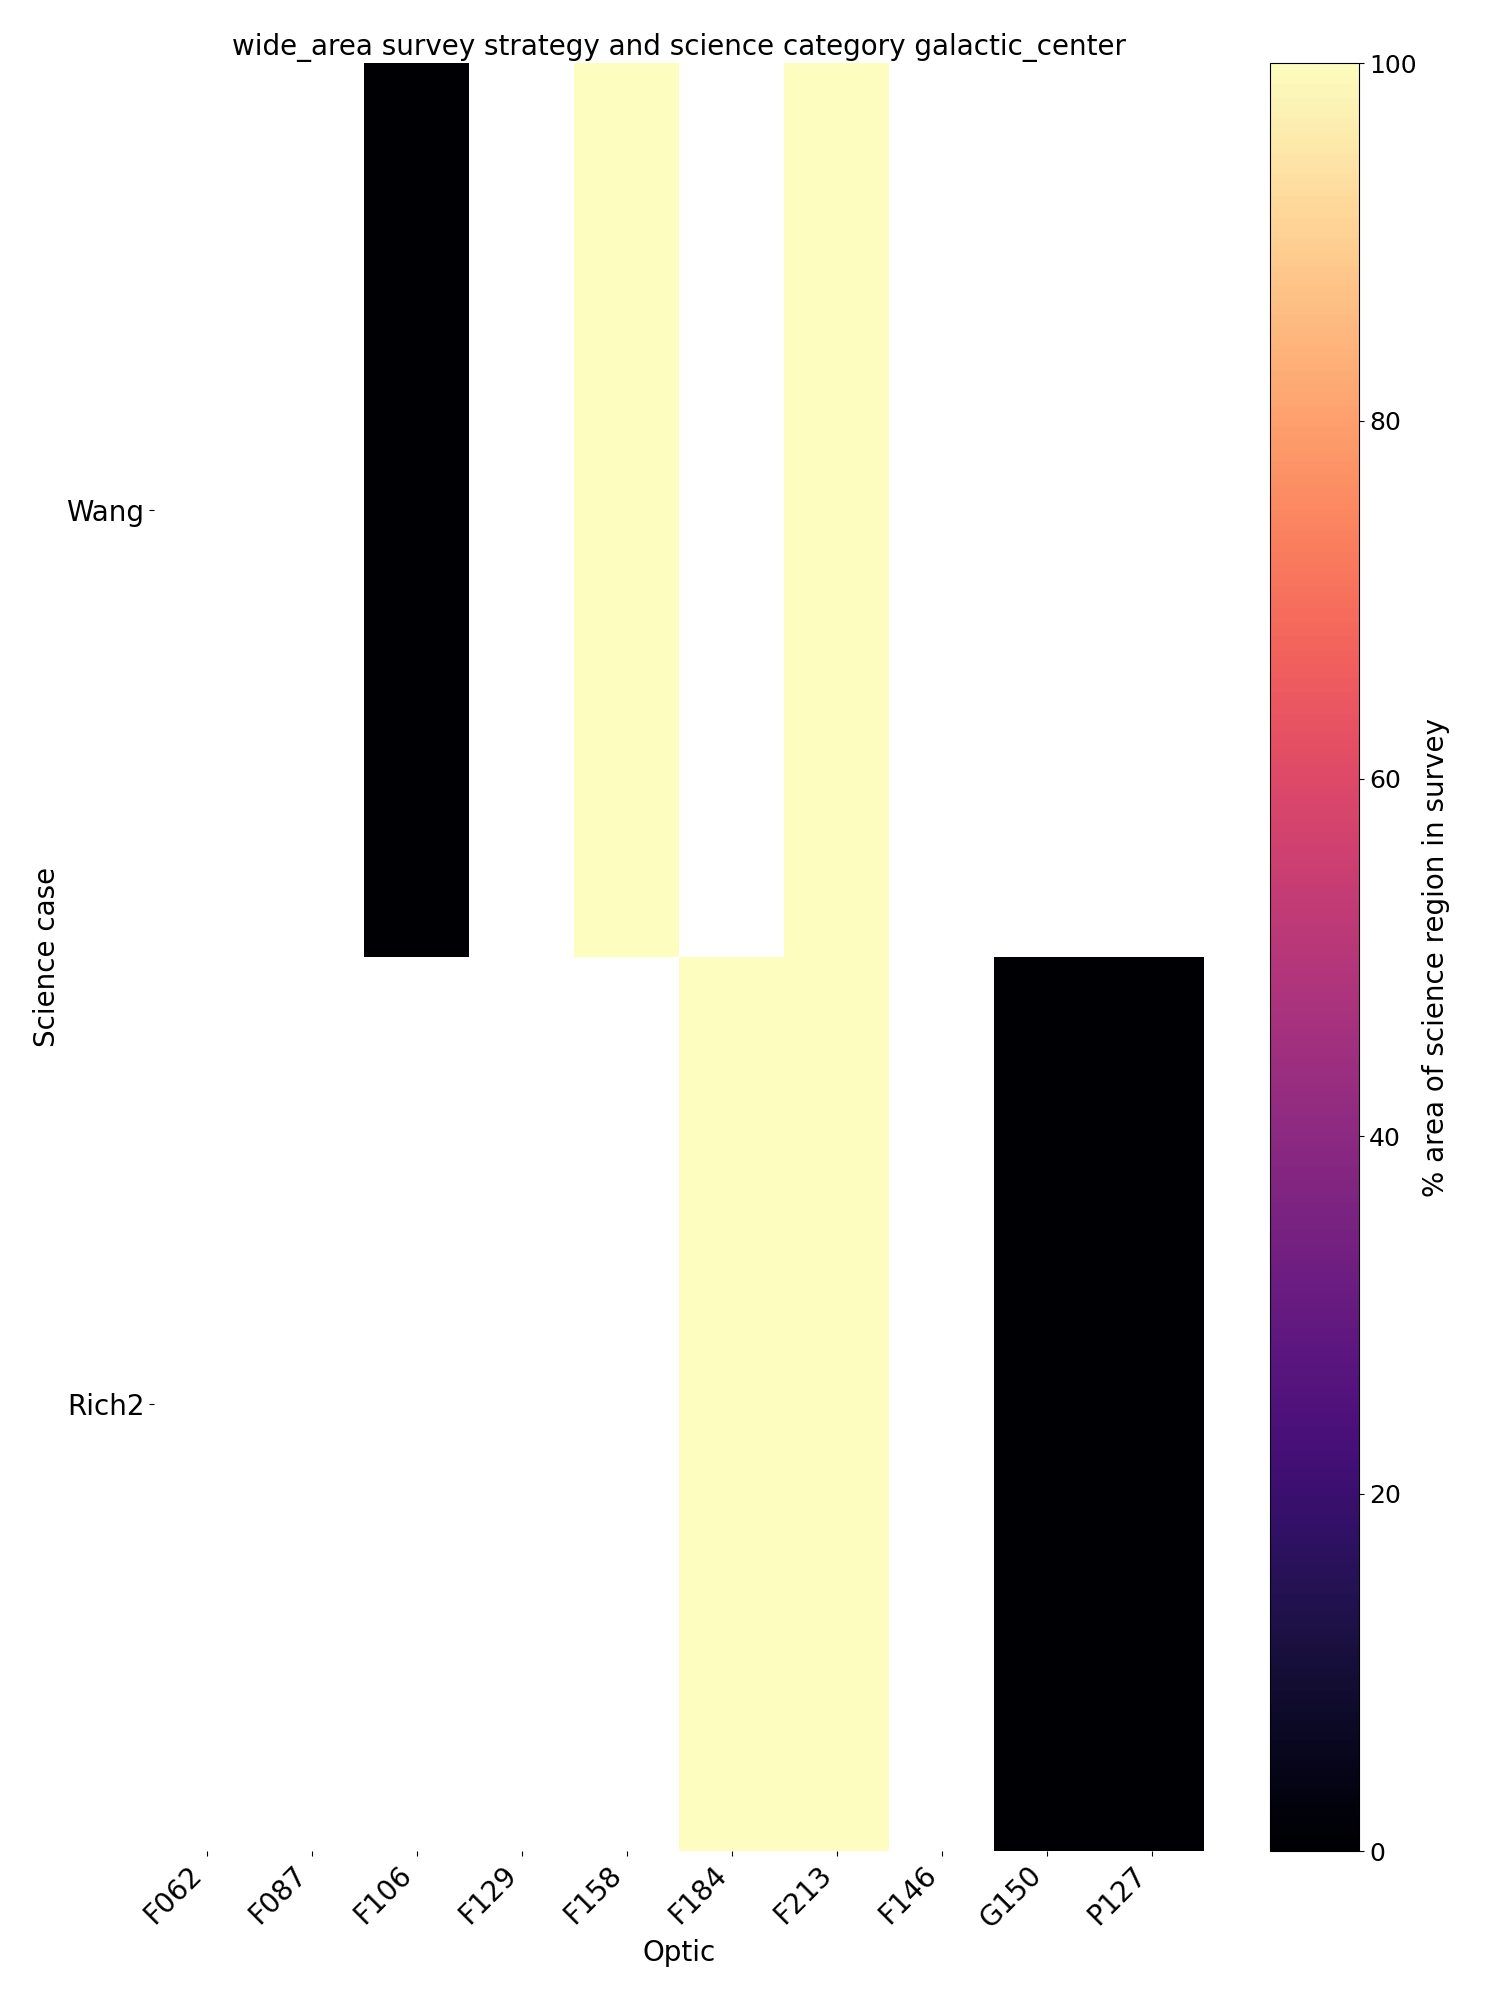 wide_area survey strategy and science category galactic_center
Science case
Wang
Rich2
F062
F087
F106
F129
F158
F184
F213
F146
G150
P127
Optic
100
80
60
40
20
0
% area of science region in survey